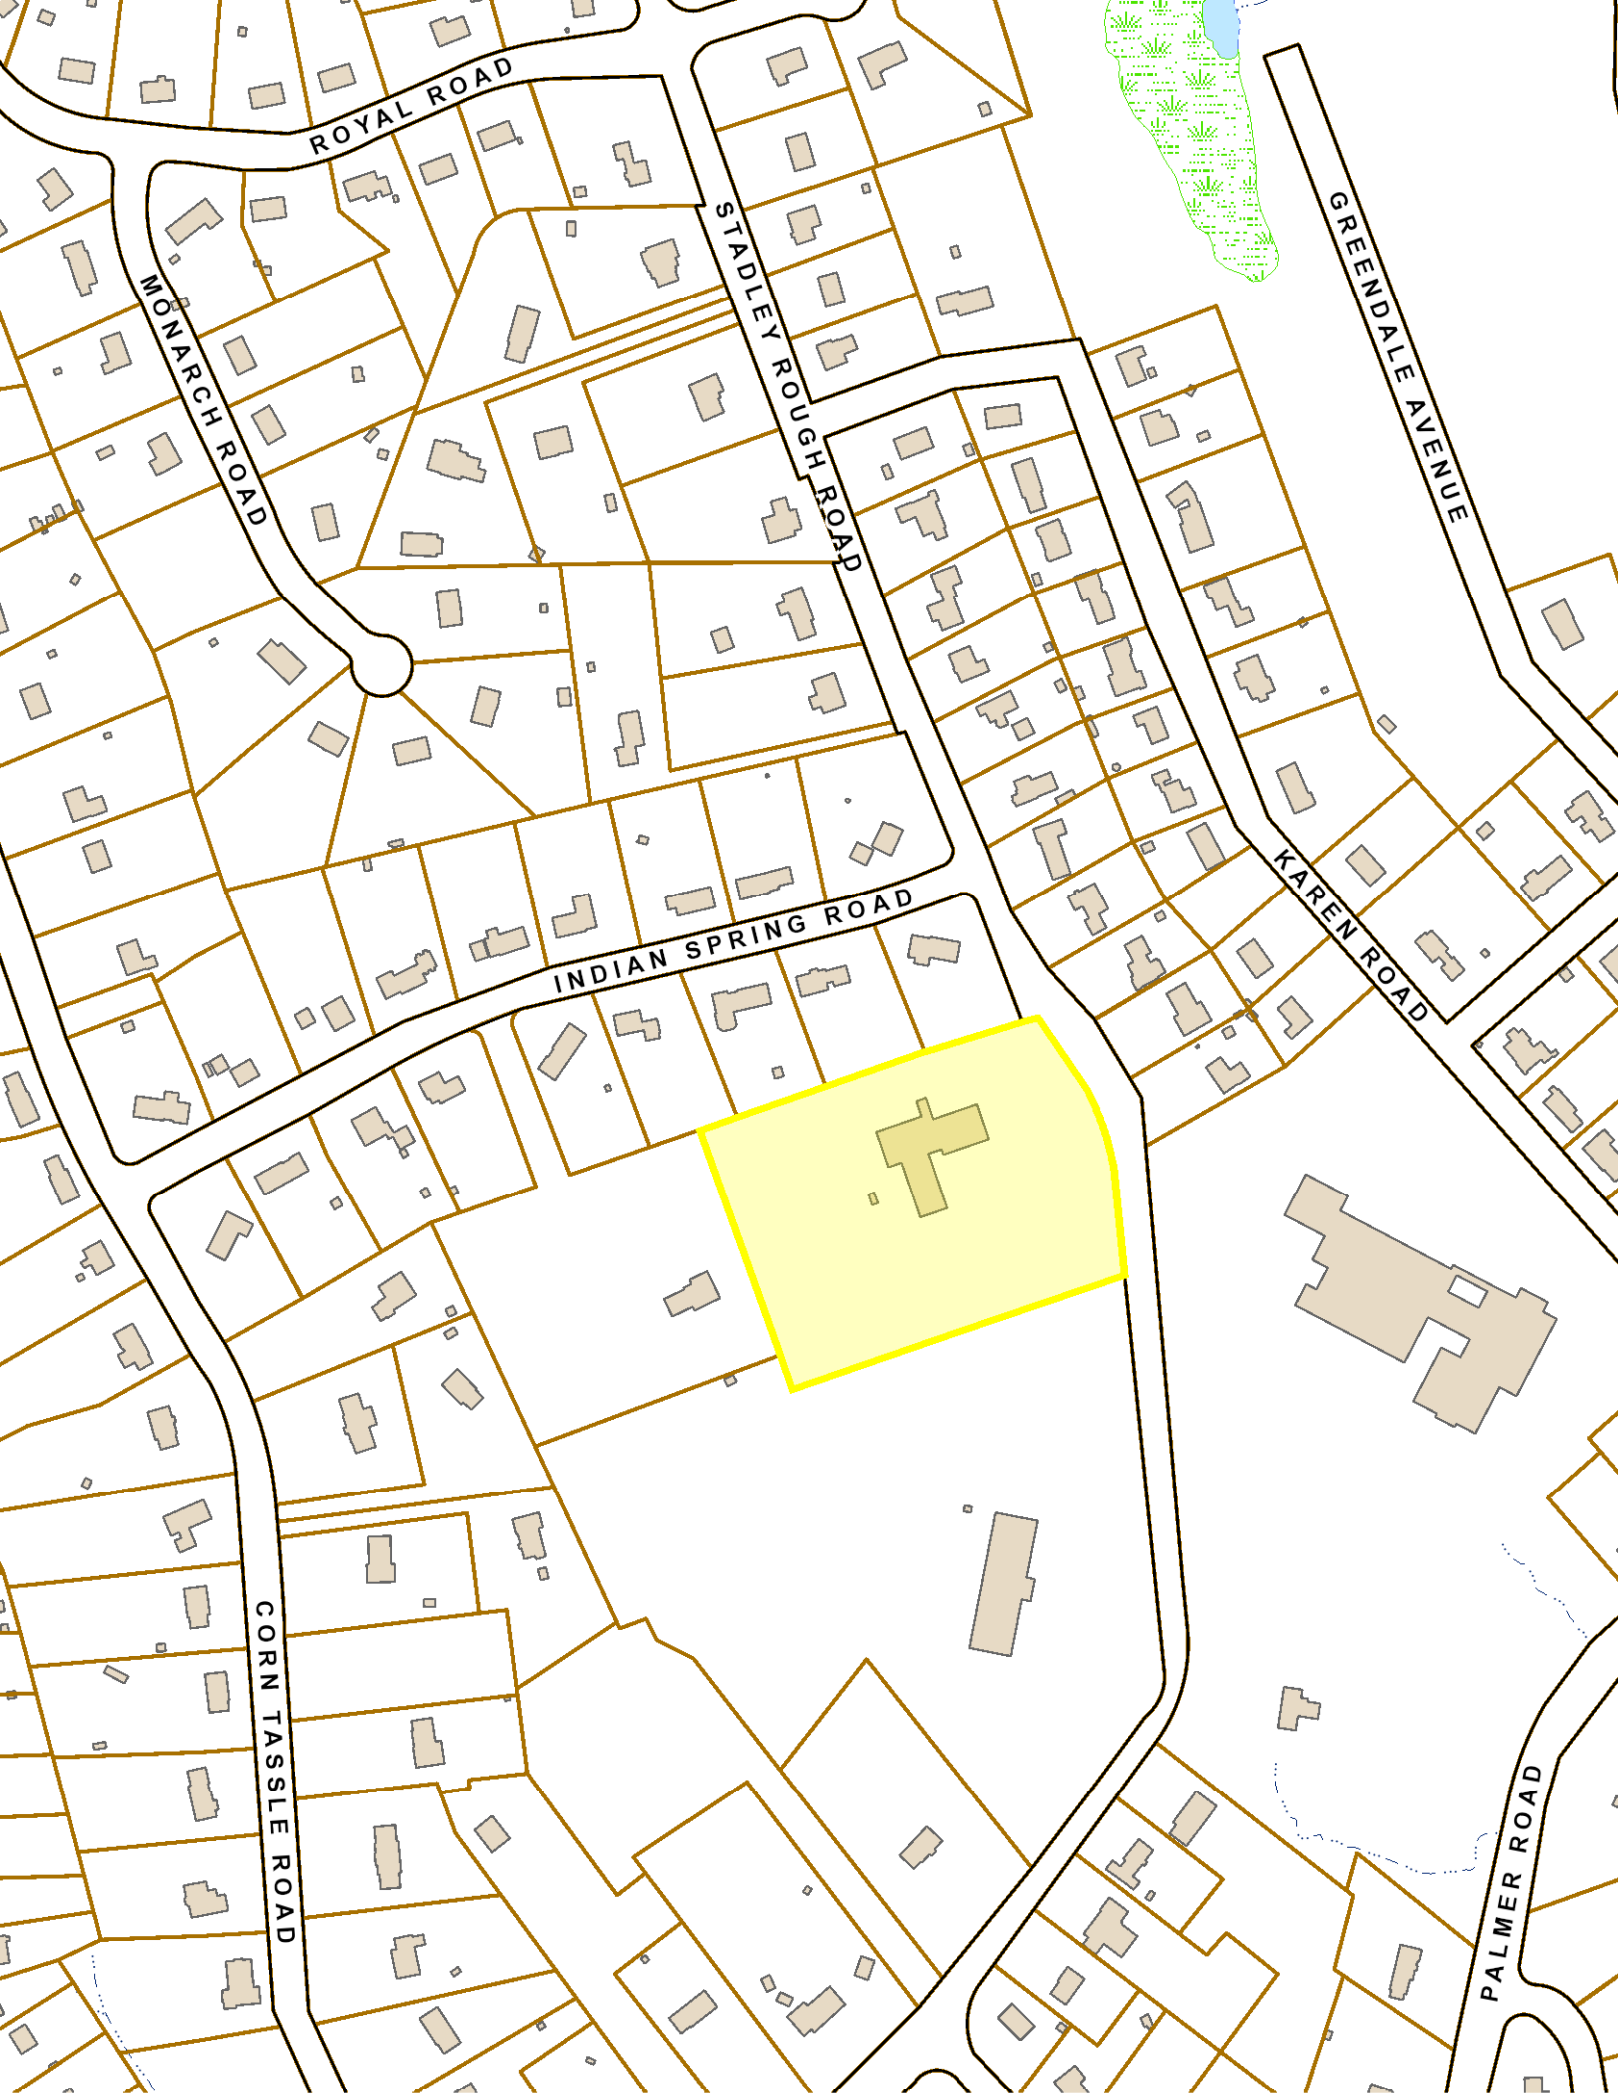 ROYAL ROAD
STADLEY ROUGH ROAD
GREENDALE AVENUE
MONARCH ROAD
KAREN ROAD
INDIAN SPRING ROAD
CORN TASSLE ROAD
PALMER ROAD